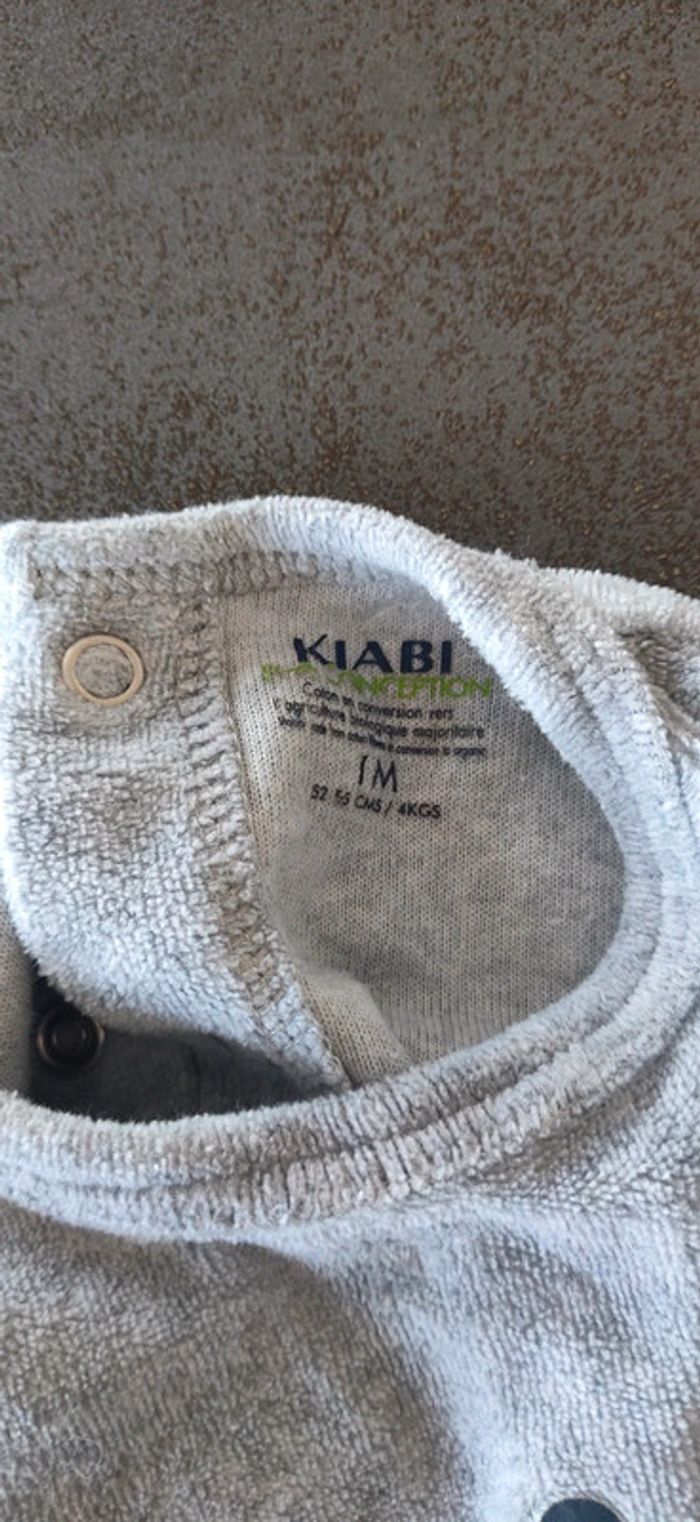 KIABI
CONCEPTION
Coton en conversion vers
l'agriculture biologique majoritaire
1M
52 55 CMS / 4KGS